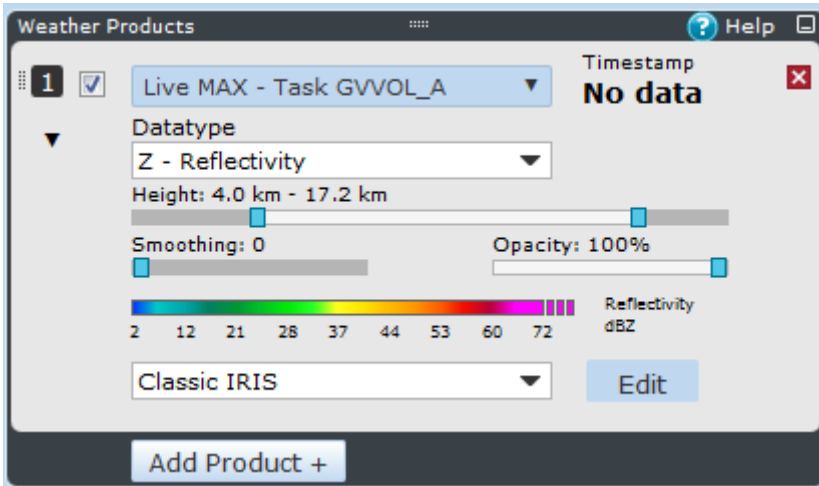 Weather Products
Help
1
Live MAX - Task GVVOL_A
Timestamp
No data
Datatype
Z - Reflectivity
Height: 4.0 km - 17.2 km
Smoothing: 0
Opacity: 100%
Reflectivity
dBZ
2 12 21 28 37 44 53 60 72
Classic IRIS
Edit
Add Product +